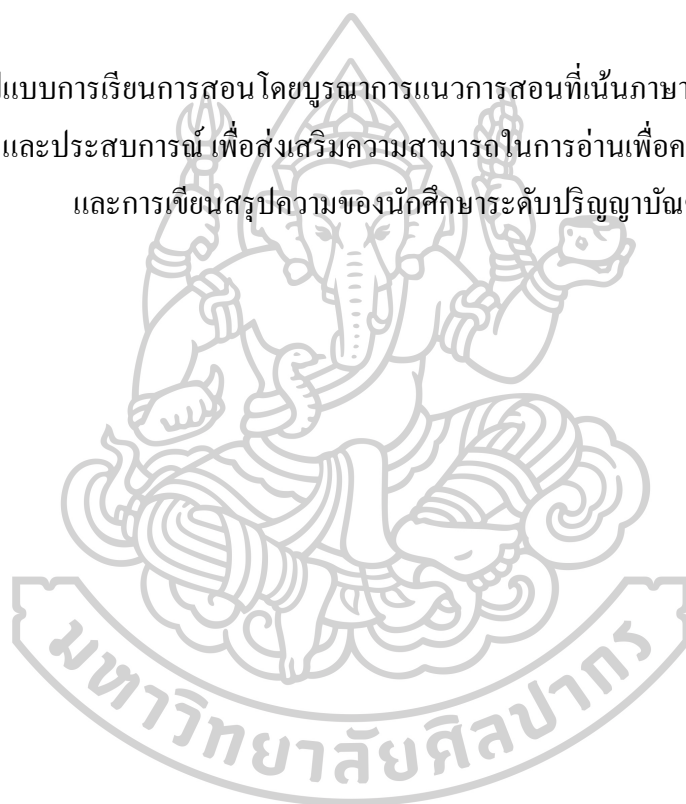 แบบการเรียนการสอนโดยบูรณาการแนวการสอนที่เน้นภาษา
และประสบการณ์ เพื่อส่งเสริมความสามารถในการอ่านเพื่อค
และการเขียนสรุปความของนักศึกษาระดับปริญญาบัณ
มหาวิทยาลัยศิลปากร